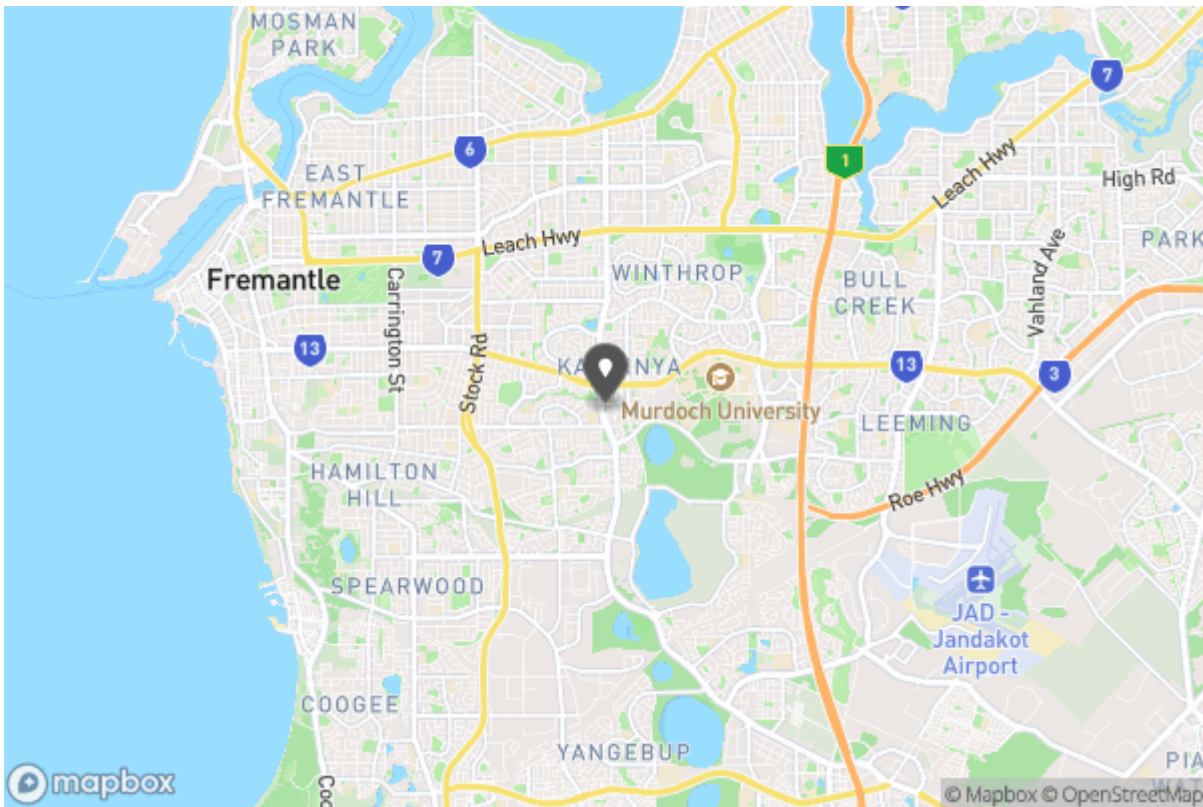 MOSMAN
PARK
7
6
1
Leach Hwy
High Rd
EAST
FREMANTLE
PARK
Vahland Ave
Leach Hwy
7
WINTHROP
Fremantle
BULL
CREEK
Carrington St
13
Stock Rd
13
3
Murdoch University
LEEMING
HAMILTON
HILL
Roe Hwy
SPEARWOOD
JAD -
Jandakot
Airport
COOGEE
YANGEBUP
mapbox
© Mapbox © OpenStreetMap